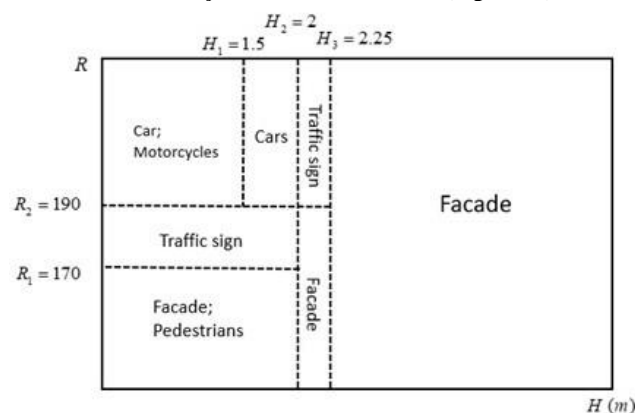 H₂ = 2
H₁ = 1.5
H₃ = 2.25
R
Car;
Motorcycles
Cars
Traffic sign
Facade
R₂ = 190
Traffic sign
R₁ = 170
Facade;
Pedestrians
Facade
H (m)